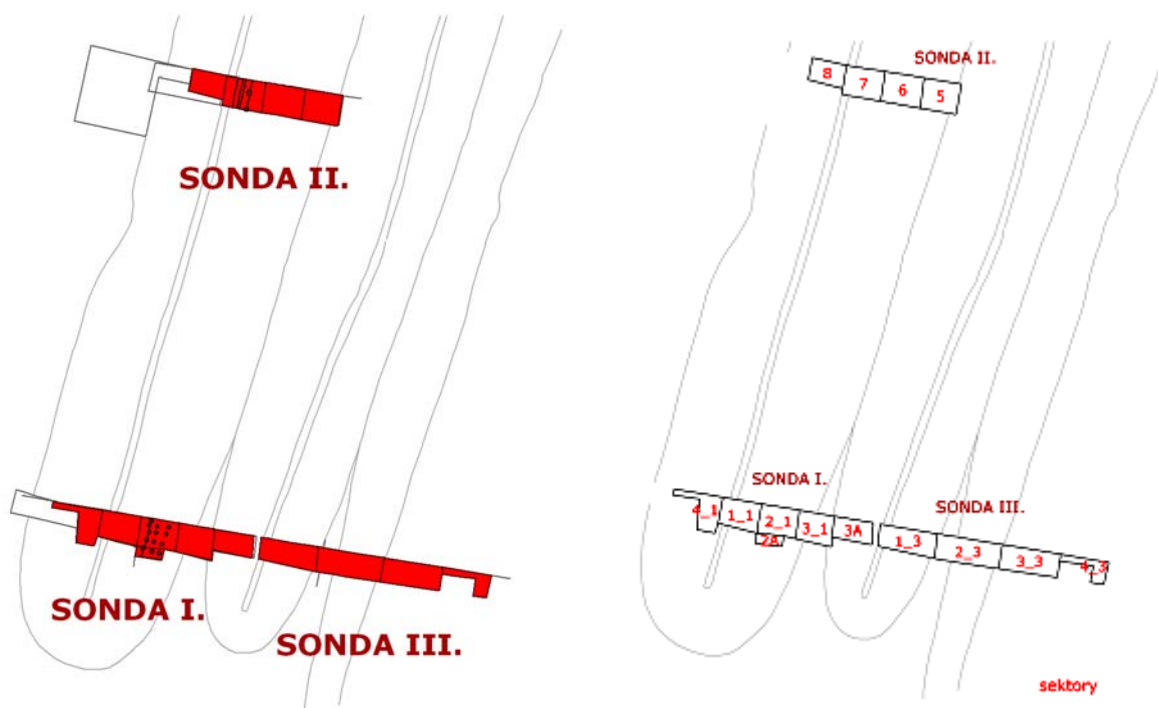 SONDA II.
SONDA I.
SONDA III.
SONDA II.
8 7 6 5
SONDA I.
SONDA III.
4_1 1_1 2_1 3_1 3A 1_3 2_3 3_3 4_3
2A
sektory